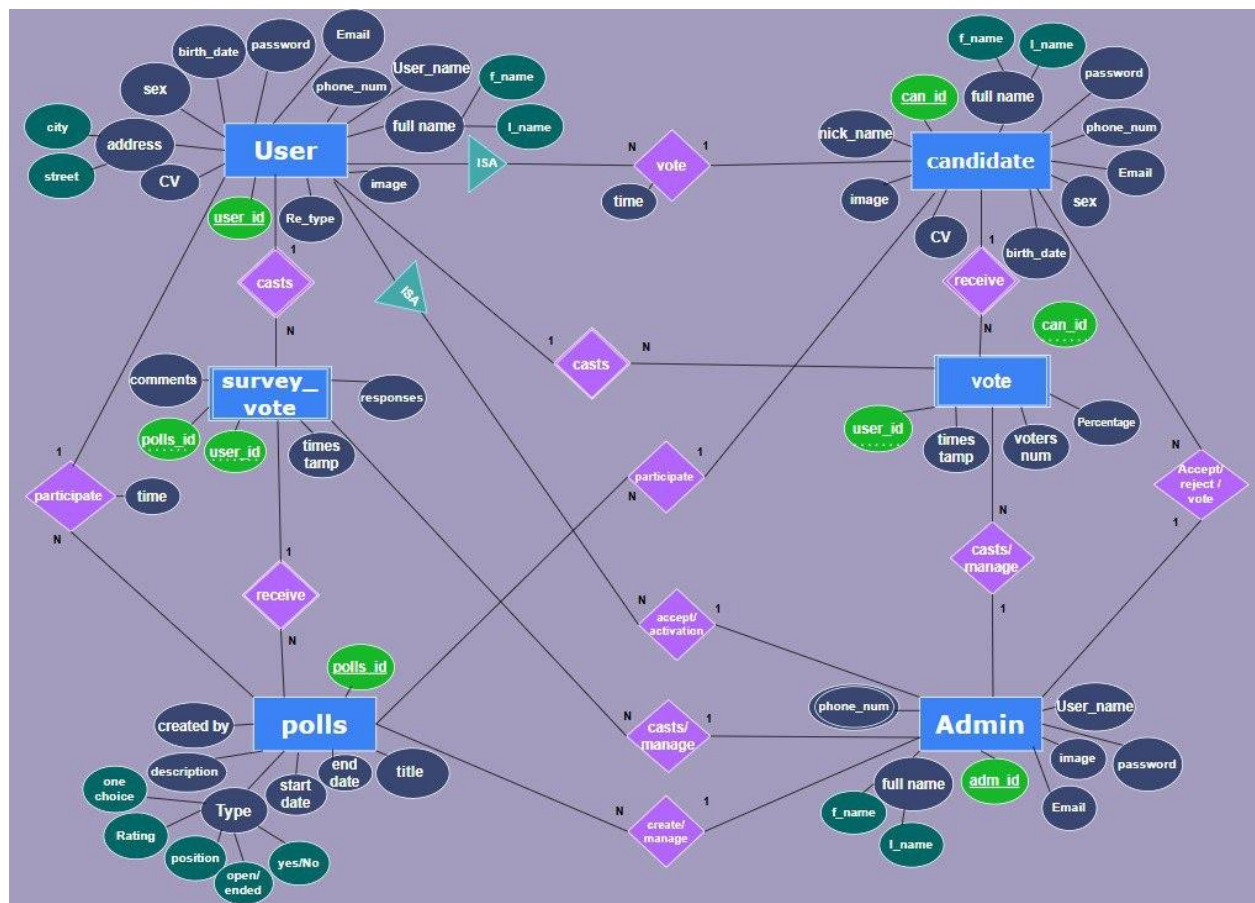 Email
f_name
l_name
birth_date
password
User_name
password
sex
phone_num
f_name
can_id
full name
city
full name
l_name
phone_num
address
User
nick_name
candidate
ISA
N
vote
1
street
CV
image
Email
image
time
sex
user_id
Re_type
CV
birth_date
1
1
casts
receive
ISA
N
N
can_id
1
casts
N
comments
survey_
vote
responses
vote
polls_id
user_id
times
tamp
user_id
times
tamp
voters
num
Percentage
1
participate
time
N
participate
1
N
N
Accept/
reject /
vote
1
N
casts/
manage
1
1
receive
N
N
accept/
activation
1
polls_id
created by
polls
phone_num
Admin
User_name
description
start
date
end
date
title
N
casts/
manage
1
full name
adm_id
image
password
one
choice
Type
f_name
Email
Rating
position
open/
ended
yes/No
N
create/
manage
1
l_name